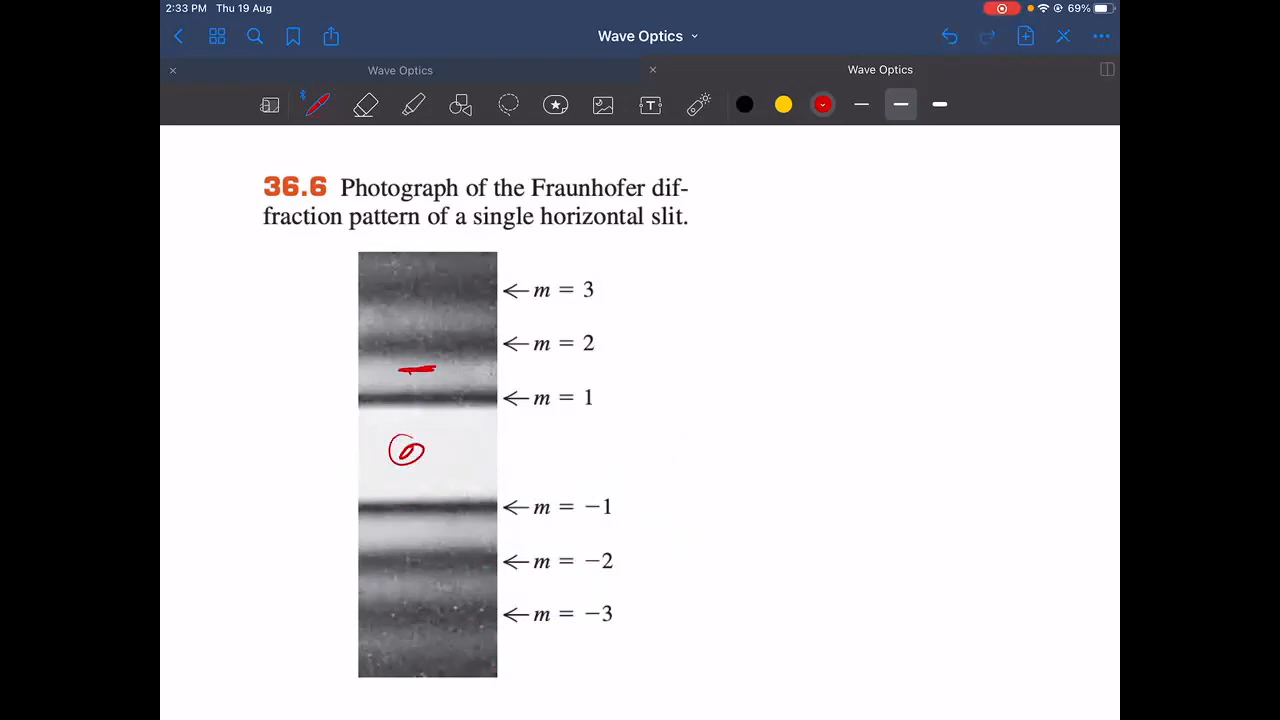 2:33 PM Thu 19 Aug
69%
Wave Optics
Wave Optics
Wave Optics
T
36.6 Photograph of the Fraunhofer dif-
fraction pattern of a single horizontal slit.
← m = 3
← m = 2
← m = 1
← m = −1
← m = −2
← m = −3